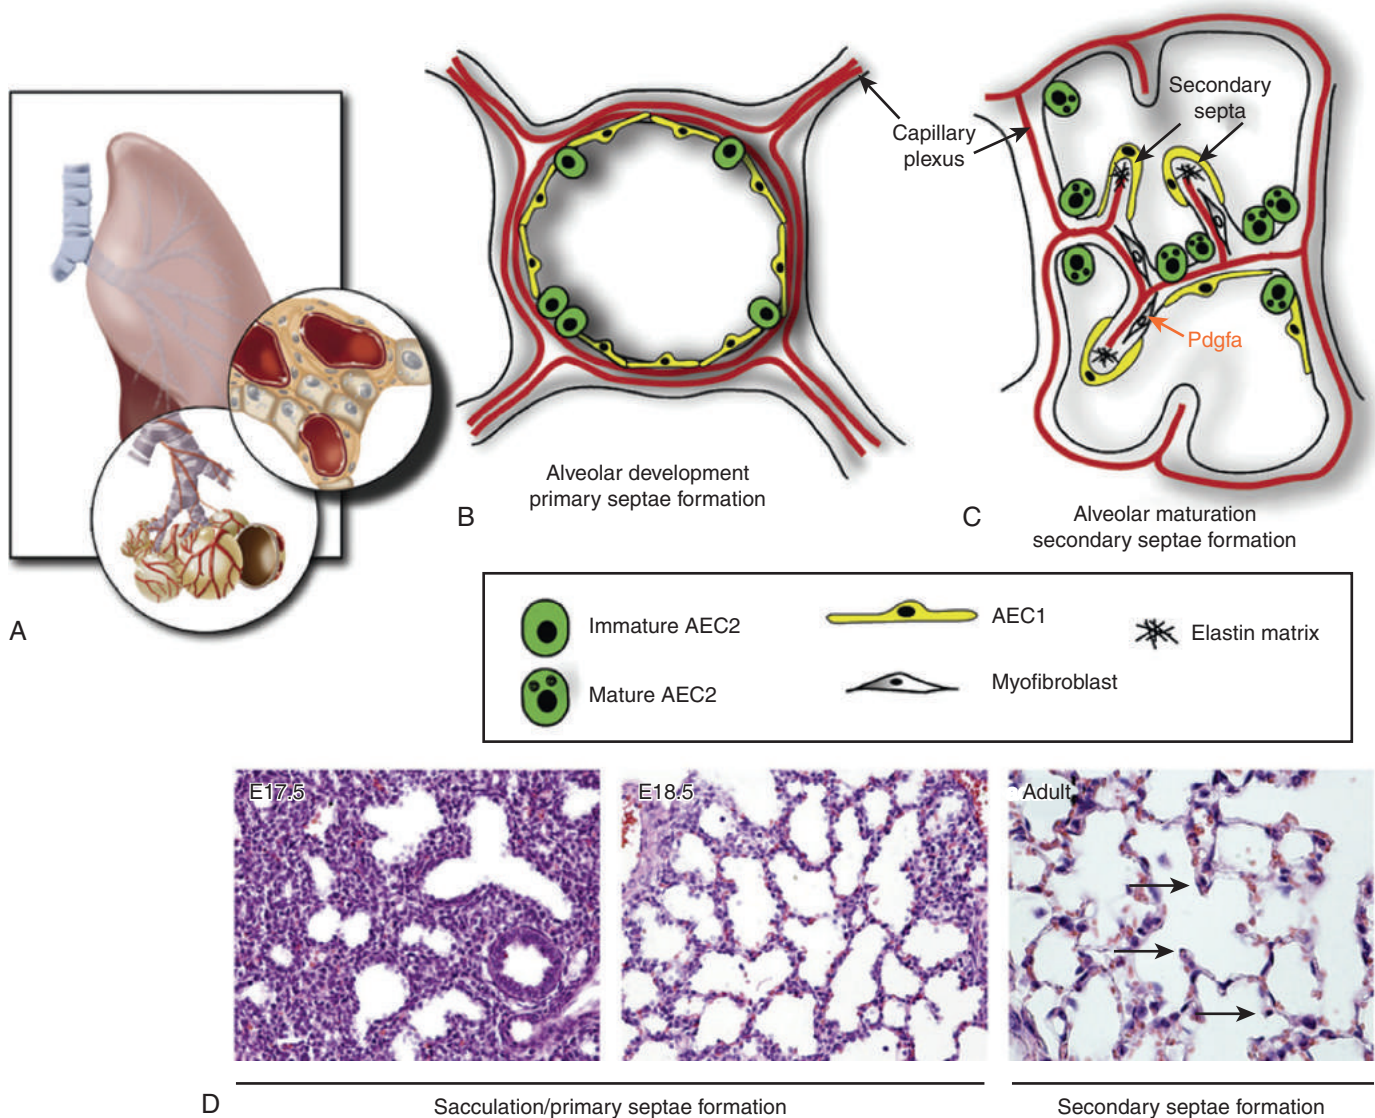 A
B
C
Capillary
plexus
Secondary
septa
Pdgfa
Alveolar development
primary septae formation
Alveolar maturation
secondary septae formation
Immature AEC2
Mature AEC2
AEC1
Myofibroblast
Elastin matrix
E17.5
E18.5
Adult
D
Sacculation/primary septae formation
Secondary septae formation